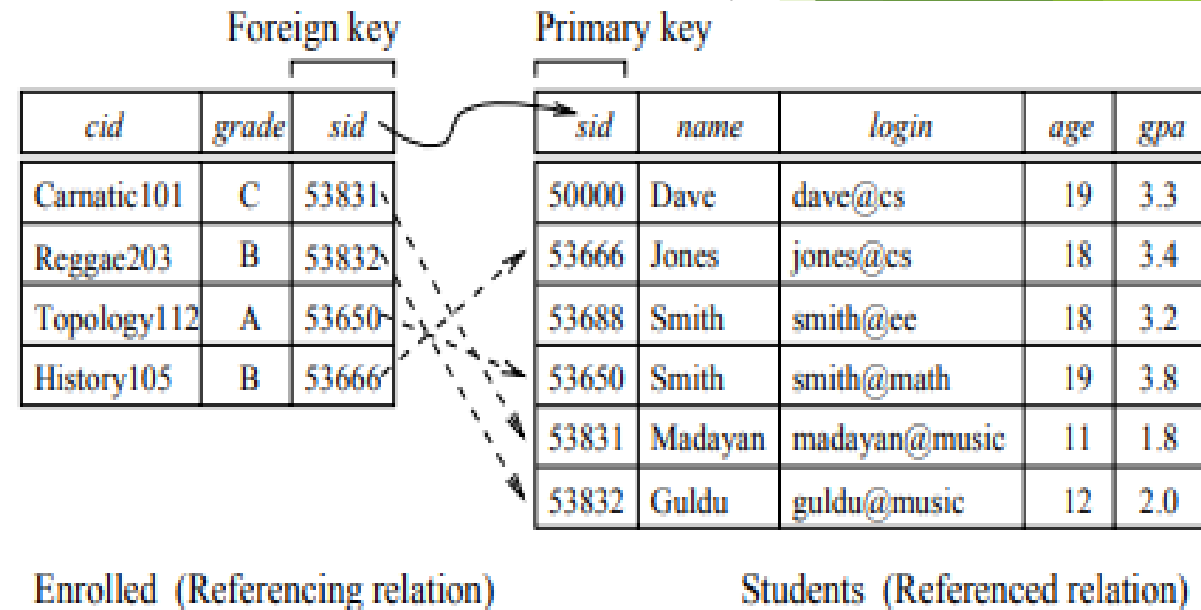 Foreign key Primary key
cid grade sid sid name login age gpa
Carnatic101 C 53831 50000 Dave dave@cs 19 3.3
Reggae203 B 53832 53666 Jones jones@cs 18 3.4
Topology112 A 53650 53688 Smith smith@ee 18 3.2
History105 B 53666 53650 Smith smith@math 19 3.8
53831 Madayan madayan@music 11 1.8
53832 Guldu guldu@music 12 2.0
Enrolled (Referencing relation) Students (Referenced relation)